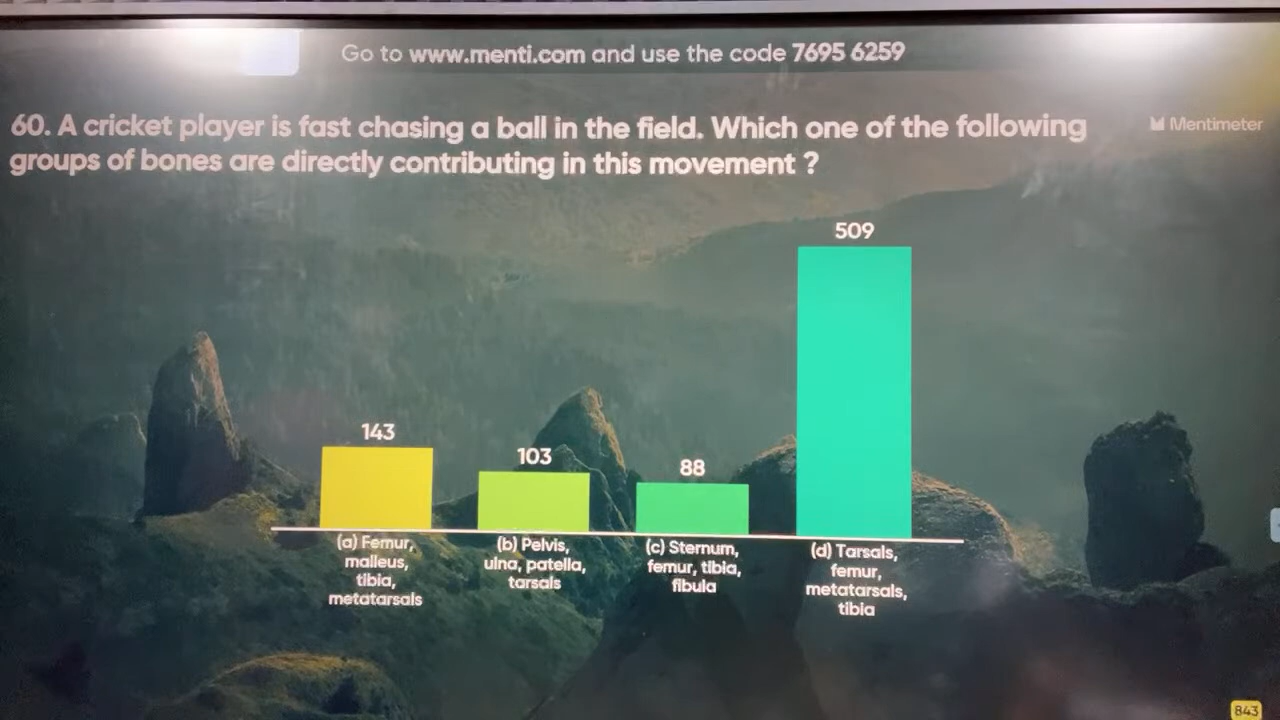 Go to www.menti.com and use the code 7695 6259
60. A cricket player is fast chasing a ball in the field. Which one of the following
groups of bones are directly contributing in this movement ?
Mentimeter
143
103
88
509
(a) Femur,
malleus,
tibia,
metatarsals
(b) Pelvis,
ulna, patella,
tarsals
(c) Sternum,
femur, tibia,
fibula
(d) Tarsals,
femur,
metatarsals,
tibia
843